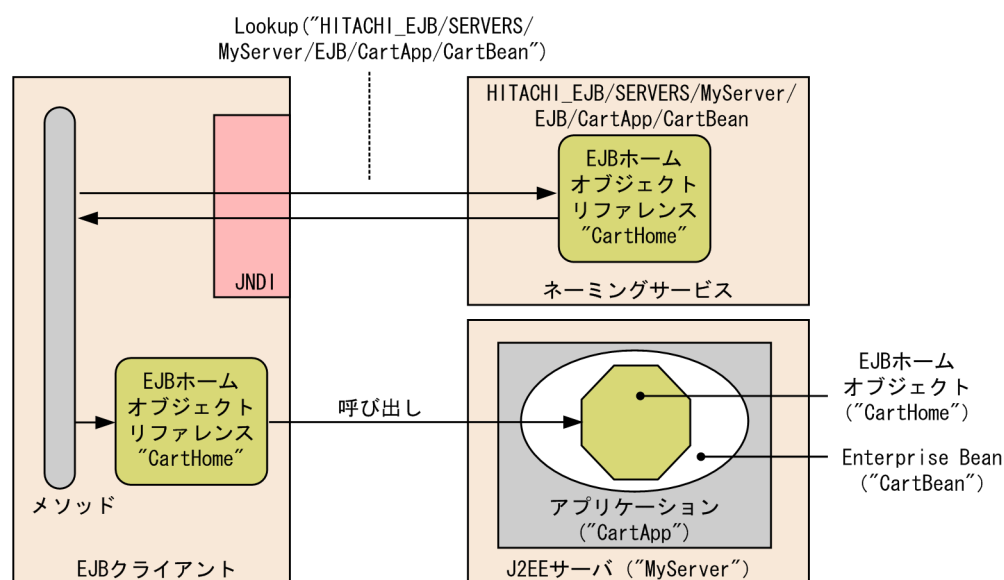 Lookup("HITACHI_EJB/SERVERS/
MyServer/EJB/CartApp/CartBean")
HITACHI_EJB/SERVERS/MyServer/
EJB/CartApp/CartBean
EJBホーム
オブジェクト
リファレンス
"CartHome"
JNDI
ネーミングサービス
EJBホーム
オブジェクト
リファレンス
"CartHome"
呼び出し
EJBホーム
オブジェクト
("CartHome")
Enterprise Bean
("CartBean")
メソッド
アプリケーション
("CartApp")
EJBクライアント
J2EEサーバ ("MyServer")